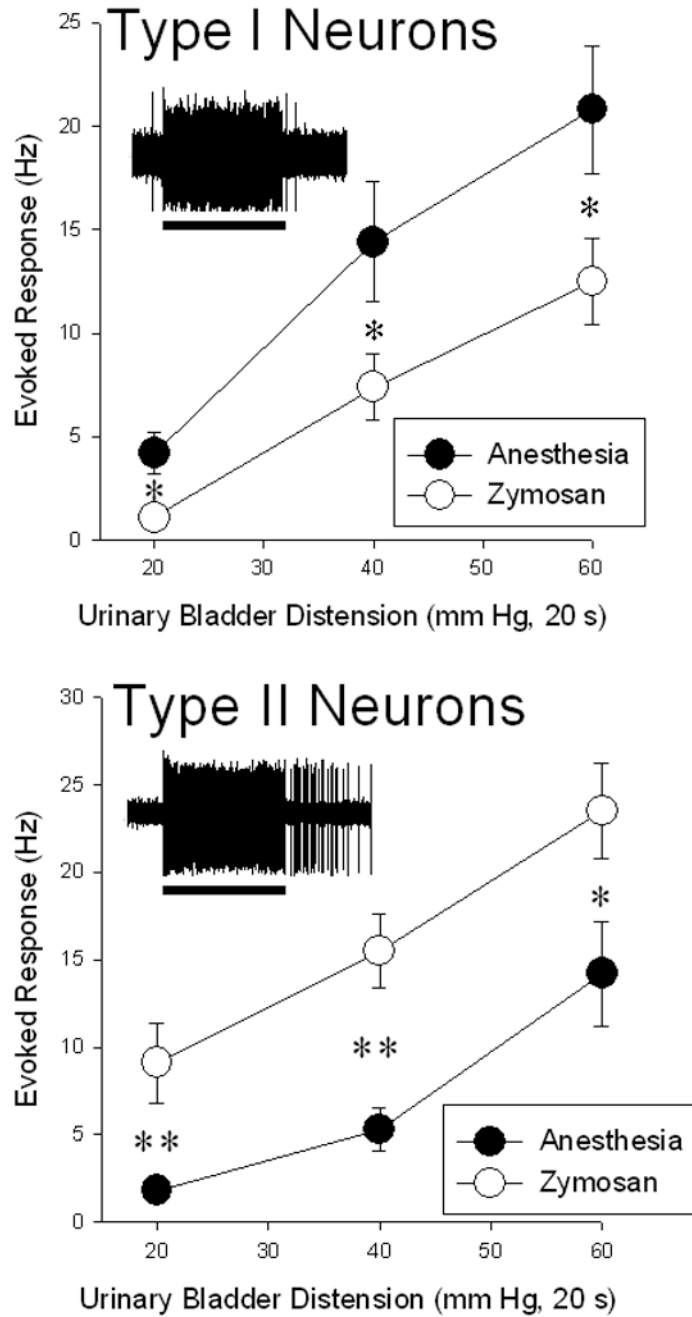 Type I Neurons
25
20
15
10
5
0
Evoked Response (Hz)
*
*
*
Anesthesia
Zymosan
20 30 40 50 60
Urinary Bladder Distension (mm Hg, 20 s)
Type II Neurons
30
25
20
15
10
5
0
Evoked Response (Hz)
*
**
**
Anesthesia
Zymosan
20 30 40 50 60
Urinary Bladder Distension (mm Hg, 20 s)